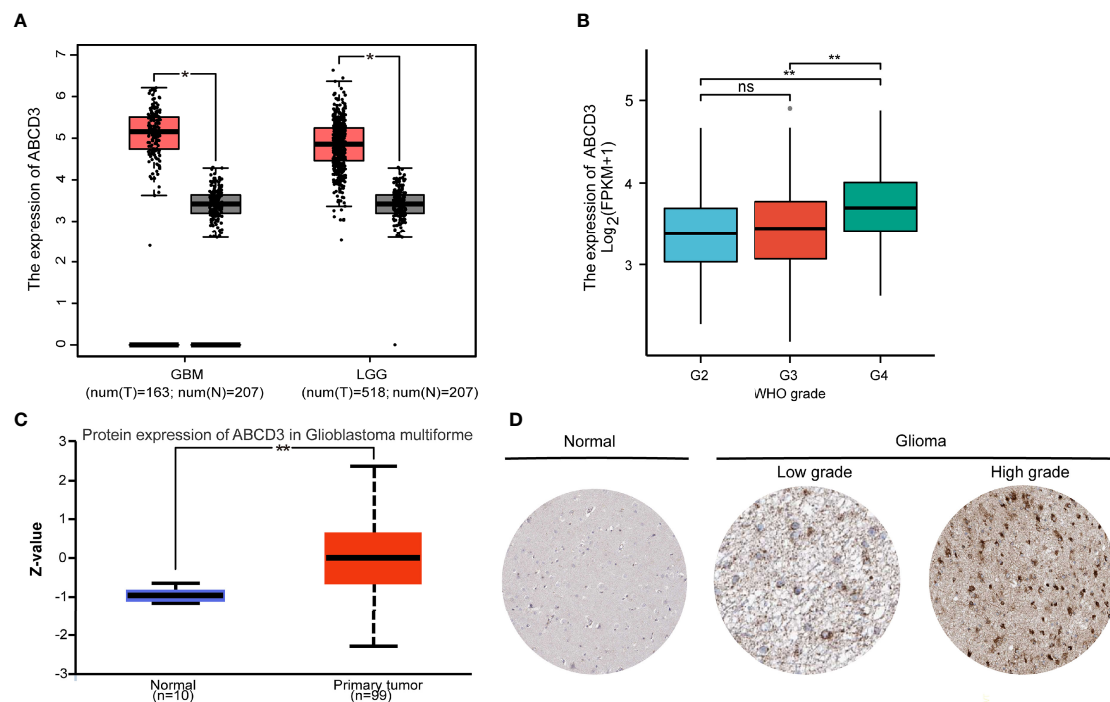 A
The expression of ABCD3
7
6
5
4
3
2
1
0
*
*
GBM
(num(T)=163; num(N)=207)
LGG
(num(T)=518; num(N)=207)
B
The expression of ABCD3
Log2(FPKM+1)
5
4
3
ns
**
**
G2
G3
G4
WHO grade
C
Protein expression of ABCD3 in Glioblastoma multiforme
Z-value
3
2
1
0
-1
-2
-3
**
Normal
(n=10)
Primary tumor
(n=99)
D
Normal
Glioma
Low grade
High grade